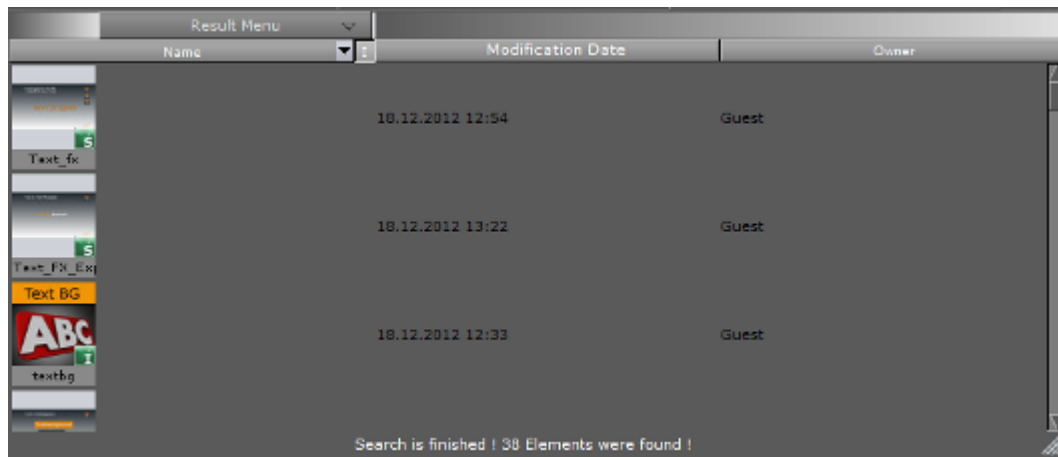 Result Menu
Name
Modification Date
Owner
S
Text_fx
18.12.2012 12:54
Guest
S
Text_FX_Exp
18.12.2012 13:22
Guest
Text BG
ABC
I
textbg
18.12.2012 12:33
Guest
Search is finished ! 38 Elements were found !